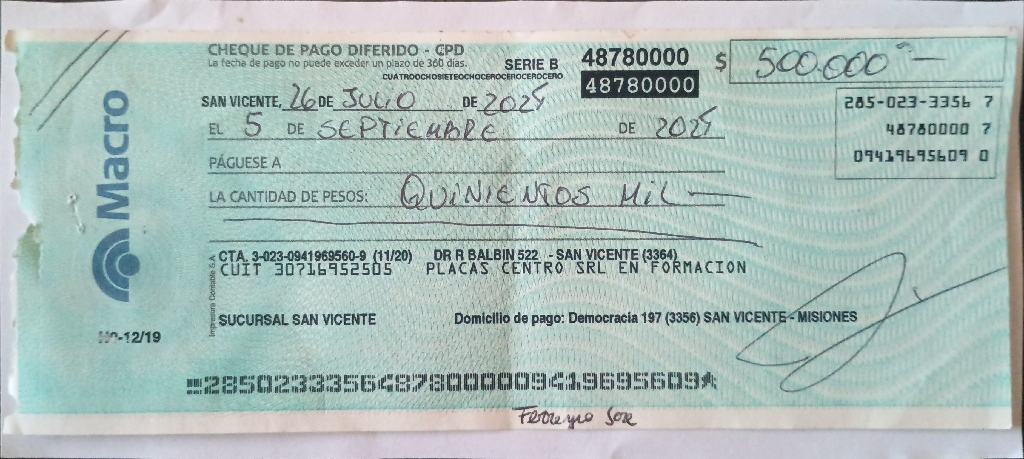 CHEQUE DE PAGO DIFERIDO - CPD
La fecha de pago no puede exceder un plazo de 360 días.
SERIE B 48780000 $ 500.000 —
CUATROOCHOSIETEOCHOCEROCEROCEROCERO
48780000
SAN VICENTE, 26 DE JULIO DE 2025
285-023-3356 7
EL 5 DE SEPTIEMBRE DE 2025
48780000 7
09419695609 0
PÁGUESE A
LA CANTIDAD DE PESOS: QUINIENTOS MIL —
Macro
CTA. 3-023-0941969560-9 (11/20) DR R BALBIN 522 - SAN VICENTE (3364)
CUIT 30716952505 PLACAS CENTRO SRL EN FORMACION
Impresora Contable S.A.
SUCURSAL SAN VICENTE Domicilio de pago: Democracia 197 (3356) SAN VICENTE - MISIONES
-12/19
28502333564878000009419695609